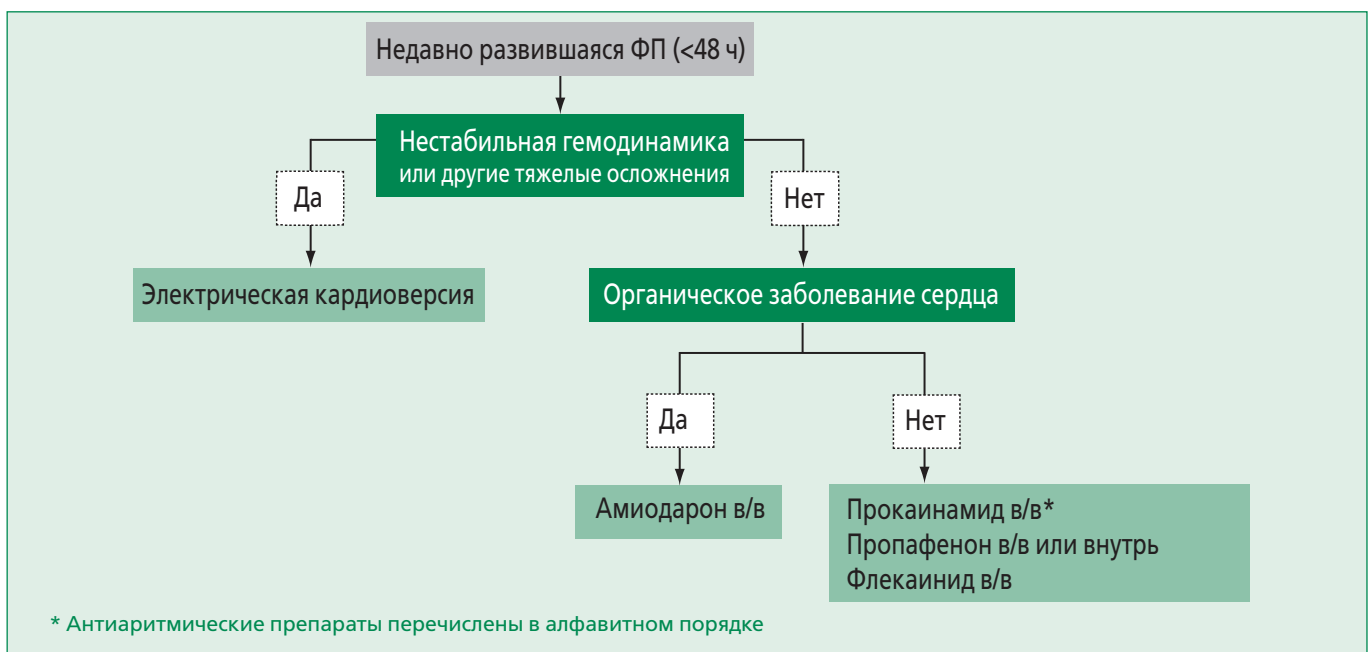 Недавно развившаяся ФП (<48 ч)
Нестабильная гемодинамика
или другие тяжелые осложнения
Да
Нет
Электрическая кардиоверсия
Органическое заболевание сердца
Да
Нет
Амиодарон в/в
Прокаинамид в/в*
Пропафенон в/в или внутрь
Флекаинид в/в
* Антиаритмические препараты перечислены в алфавитном порядке